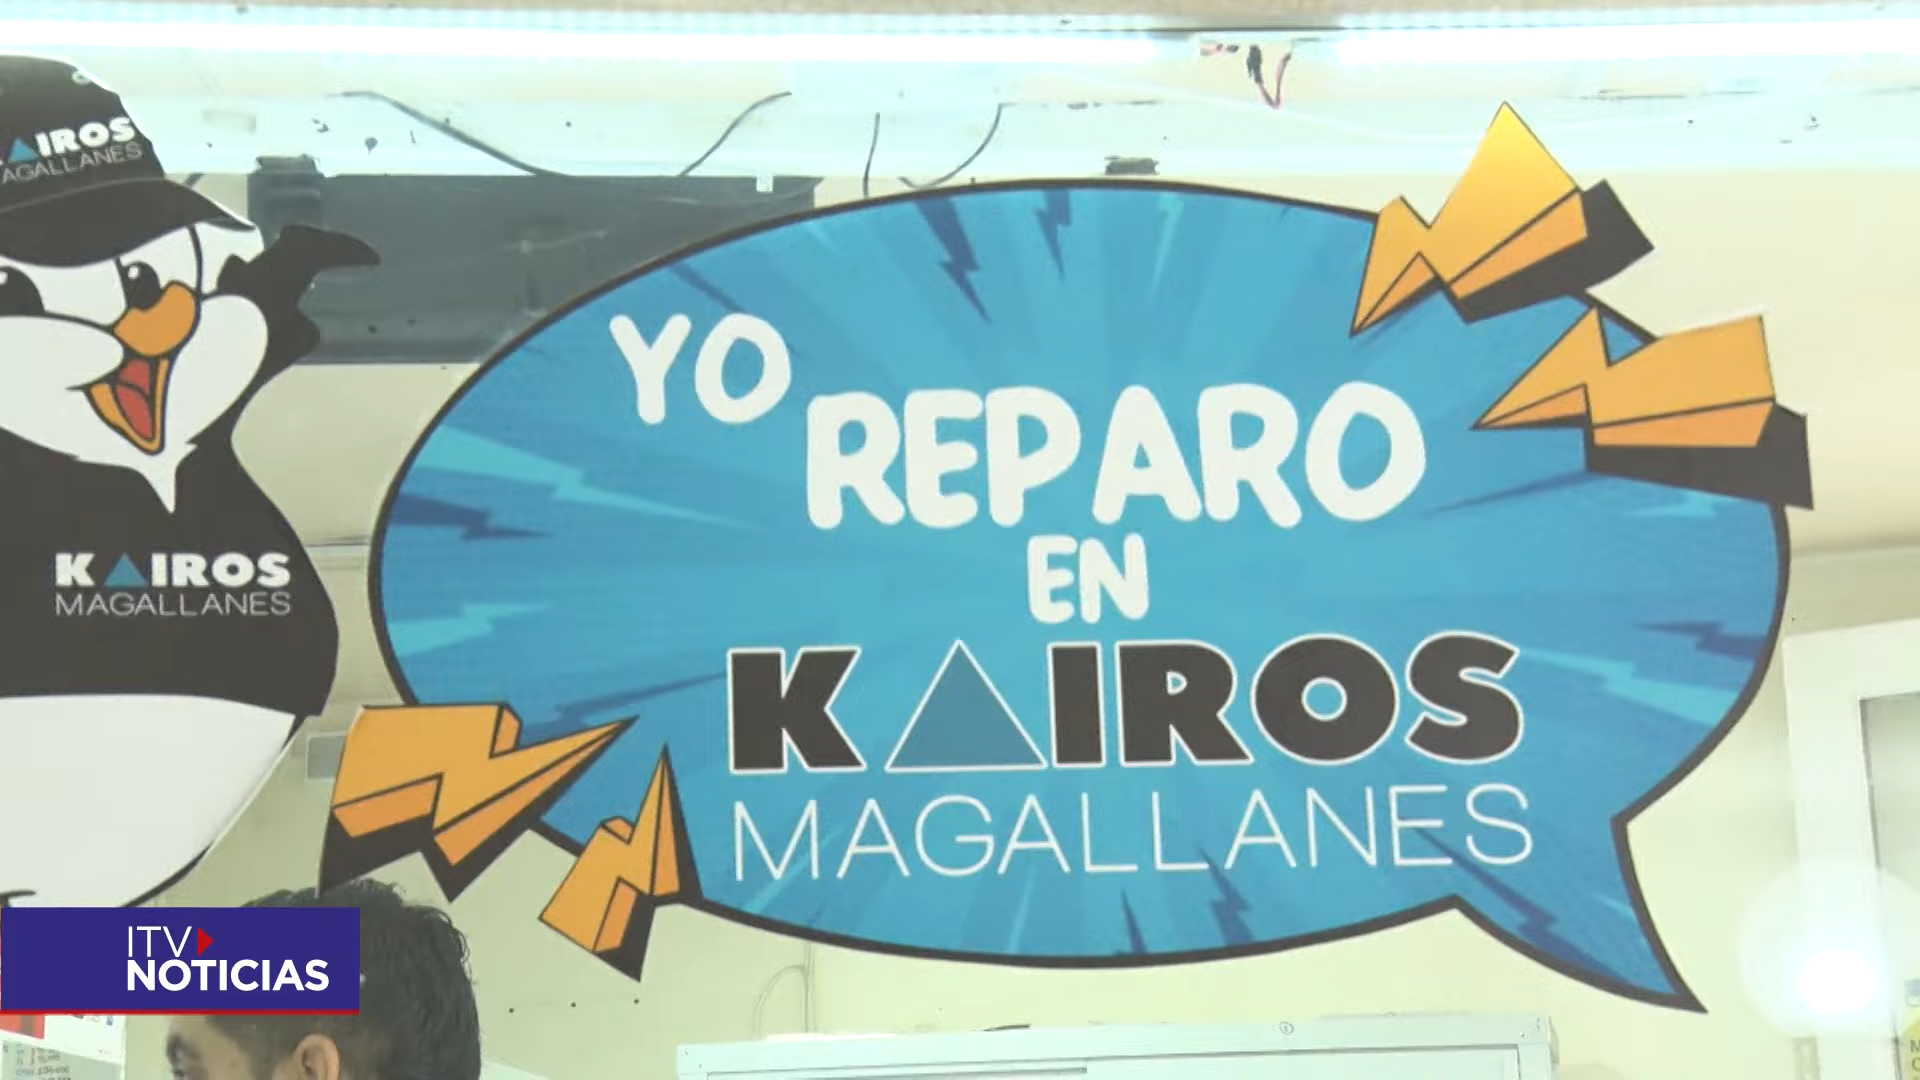 KAIROS
MAGALLANES
YO
REPARO
EN
KAIROS
MAGALLANES
KAIROS
MAGALLANES
ITV
NOTICIAS